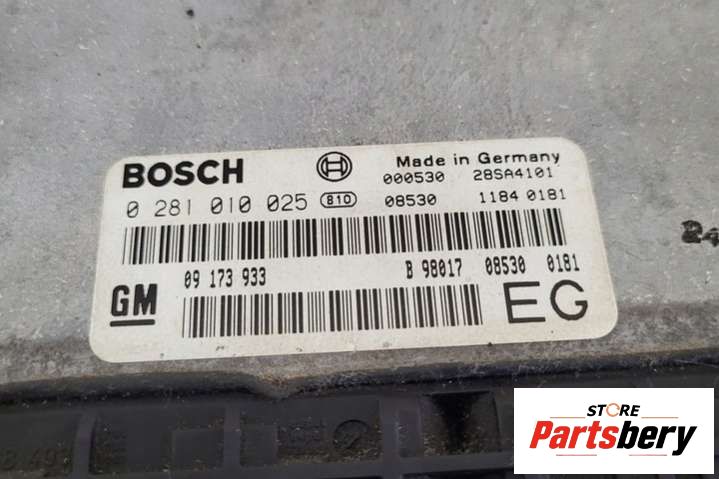 BOSCH
Made in Germany
000530 28SA4101
0 281 010 025 B10 08530 1184 0181
09 173 933 B 98017 08530 0181
GM
EG
STORE
Partsbery